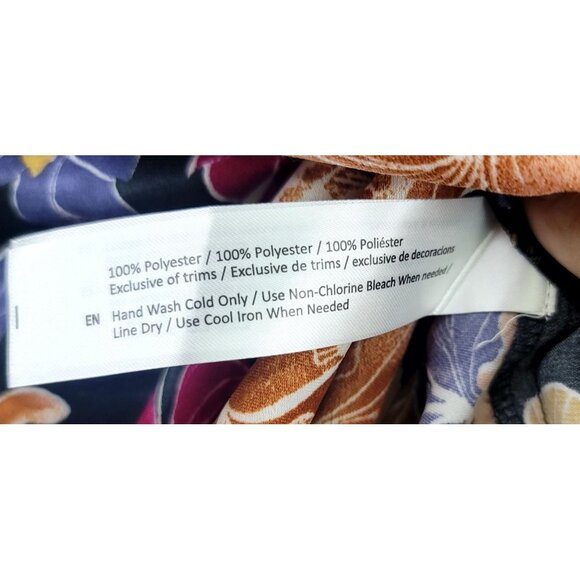 100% Polyester / 100% Polyester / 100% Poliéster
Exclusive of trims / Exclusive de trims / exclusive de decoracions
EN Hand Wash Cold Only / Use Non-Chlorine Bleach When needed /
Line Dry / Use Cool Iron When Needed